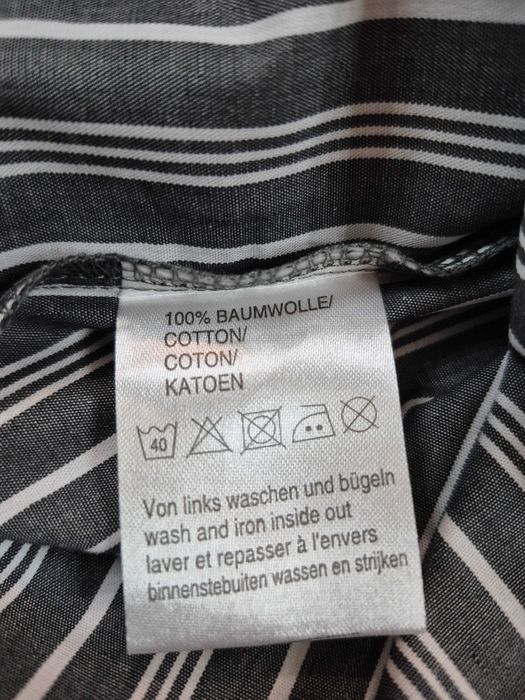 100% BAUMWOLLE/
COTTON/
COTON/
KATOEN
40
Von links waschen und bügeln
wash and iron inside out
laver et repasser à l'envers
binnenstebuiten wassen en strijken